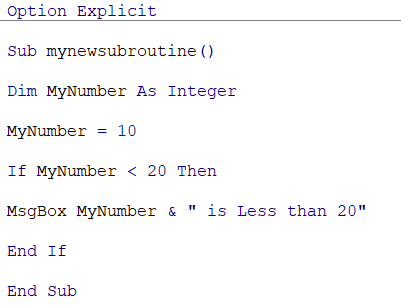 Option Explicit
Sub mynewsubroutine()
Dim MyNumber As Integer
MyNumber = 10
If MyNumber < 20 Then
MsgBox MyNumber & " is Less than 20"
End If
End Sub